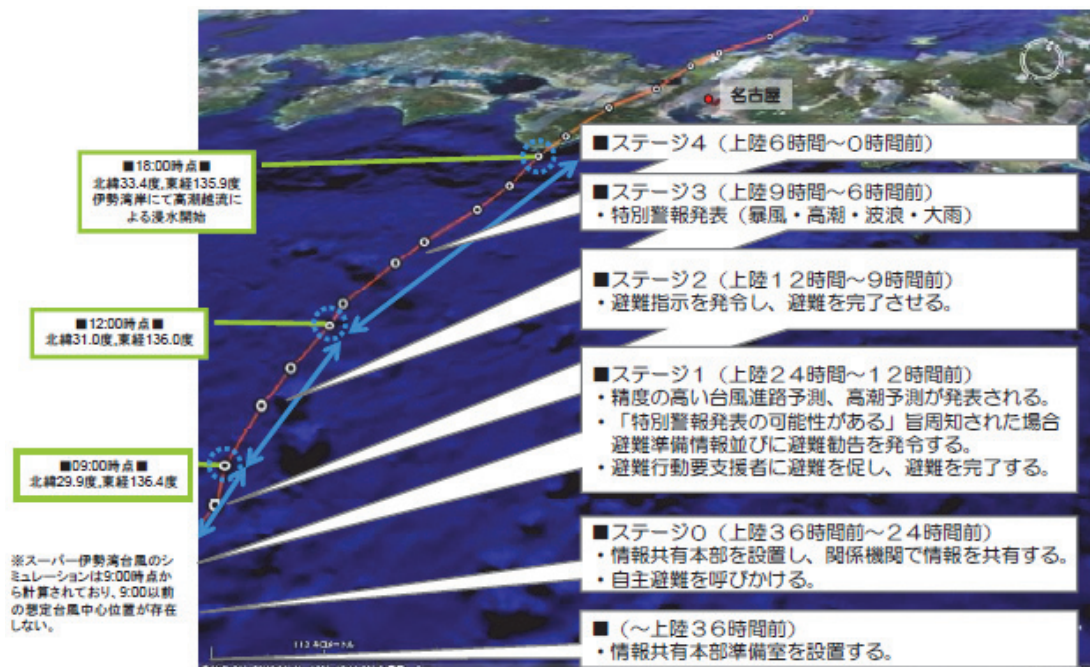 名古屋
■ステージ4（上陸6時間～0時間前）
■ステージ3（上陸9時間～6時間前）
・特別警報発表（暴風・高潮・波浪・大雨）
■ステージ2（上陸12時間～9時間前）
・避難指示を発令し、避難を完了させる。
■ステージ1（上陸24時間～12時間前）
・精度の高い台風進路予測、高潮予測が発表される。
・「特別警報発表の可能性がある」旨周知された場合
避難準備情報並びに避難勧告を発令する。
・避難行動要支援者に避難を促し、避難を完了する。
■ステージ0（上陸36時間前～24時間前）
・情報共有本部を設置し、関係機関で情報を共有する。
・自主避難を呼びかける。
■（～上陸36時間前）
・情報共有本部準備室を設置する。
■18:00時点■
北緯33.4度,東経135.9度
伊勢湾岸にて高潮越流に
よる浸水開始
■12:00時点■
北緯31.0度,東経136.0度
■09:00時点■
北緯29.9度,東経136.4度
※スーパー伊勢湾台風のシ
ミュレーションは9:00時点か
ら計算されており、9:00以前
の想定台風中心位置が存在
しない。
113 キロメートル